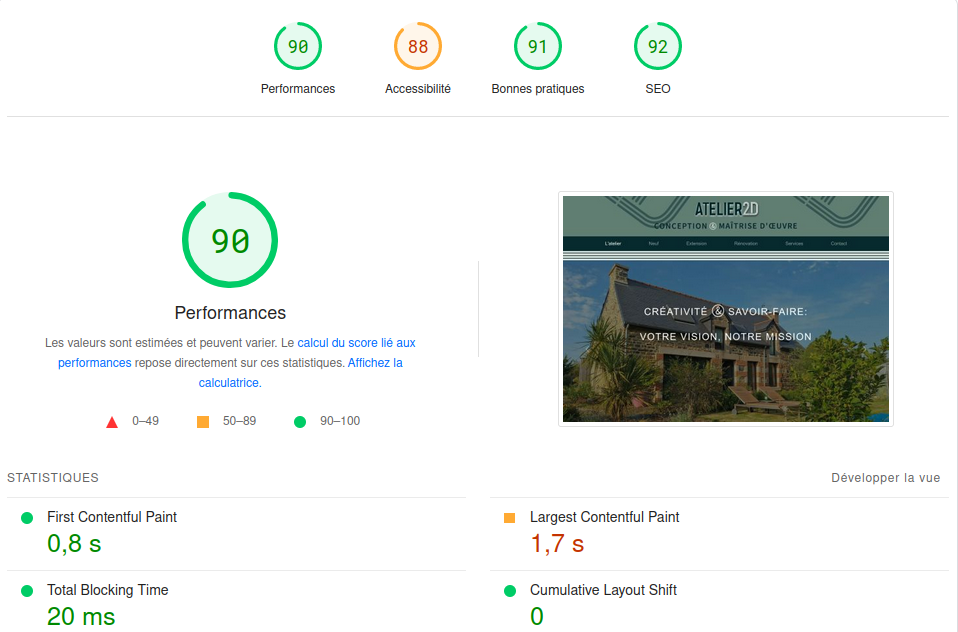 90
88
91
92
Performances
Accessibilité
Bonnes pratiques
SEO
90
Performances
Les valeurs sont estimées et peuvent varier. Le calcul du score lié aux
performances repose directement sur ces statistiques. Affichez la
calculatrice.
0–49
50–89
90–100
ATELIER2D
CONCEPTION & MAÎTRISE D'ŒUVRE
L'atelier
Neuf
Extension
Rénovation
Services
Contact
CRÉATIVITÉ & SAVOIR-FAIRE:
VOTRE VISION, NOTRE MISSION
STATISTIQUES
Développer la vue
First Contentful Paint
0,8 s
Largest Contentful Paint
1,7 s
Total Blocking Time
20 ms
Cumulative Layout Shift
0